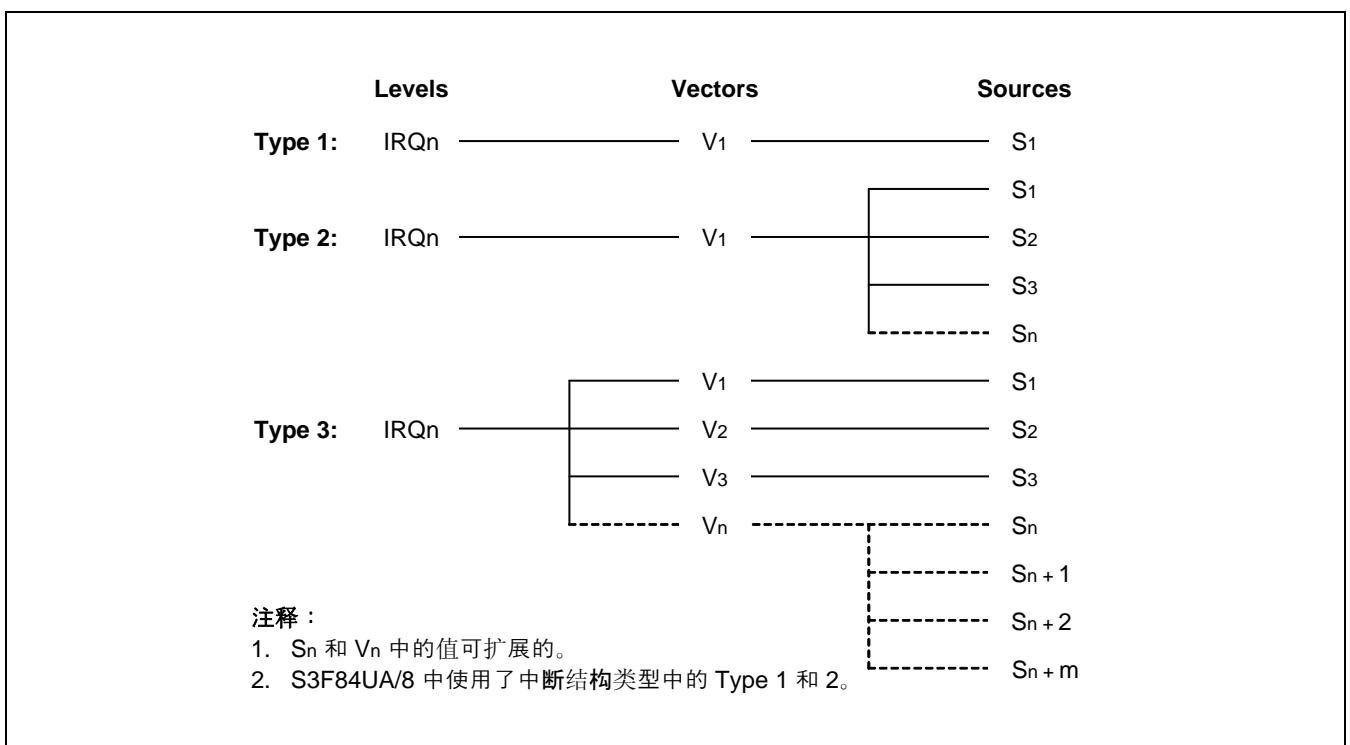 Levels Vectors Sources
Type 1: IRQn V1 S1
S1
Type 2: IRQn V1 S2
S3
Sn
V1 S1
Type 3: IRQn V2 S2
V3 S3
Vn Sn
Sn + 1
注释：
Sn + 2
1. Sn 和 Vn 中的值可扩展的。
Sn + m
2. S3F84UA/8 中使用了中断结构类型中的 Type 1 和 2。